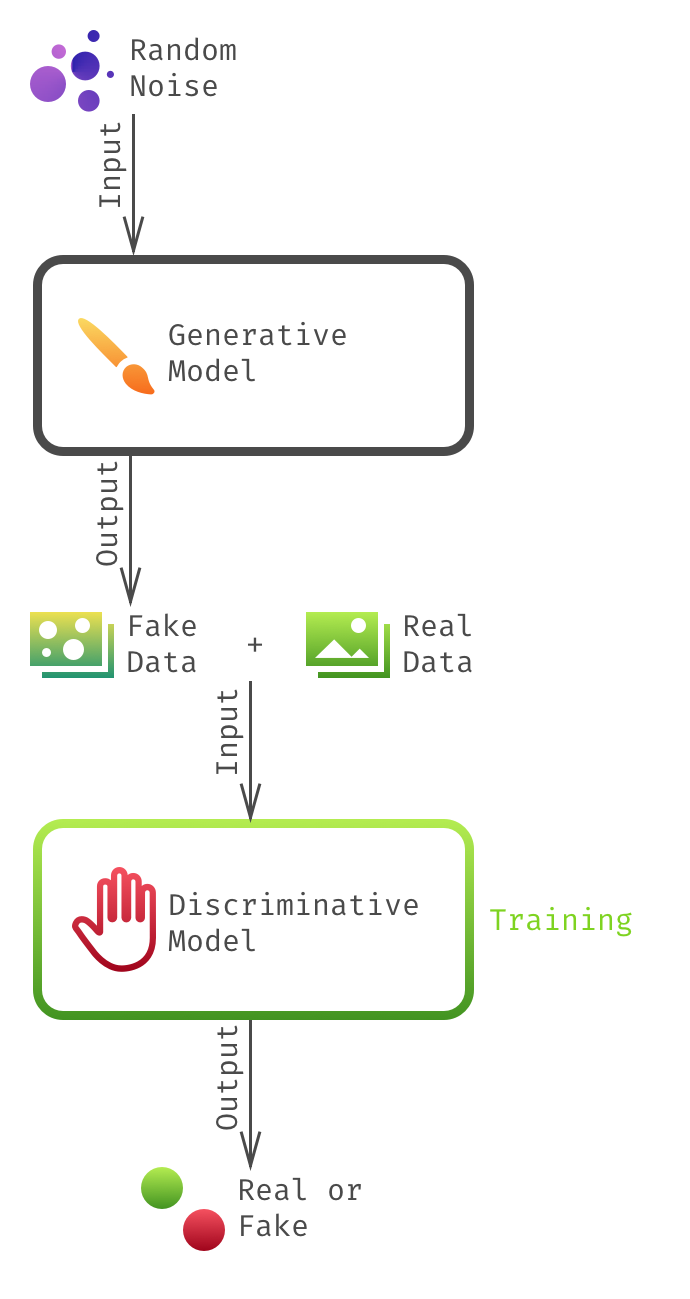 Random
Noise
Input
Generative
Model
Output
Fake
Data
+
Real
Data
Input
Discriminative
Model
Training
Output
Real or
Fake